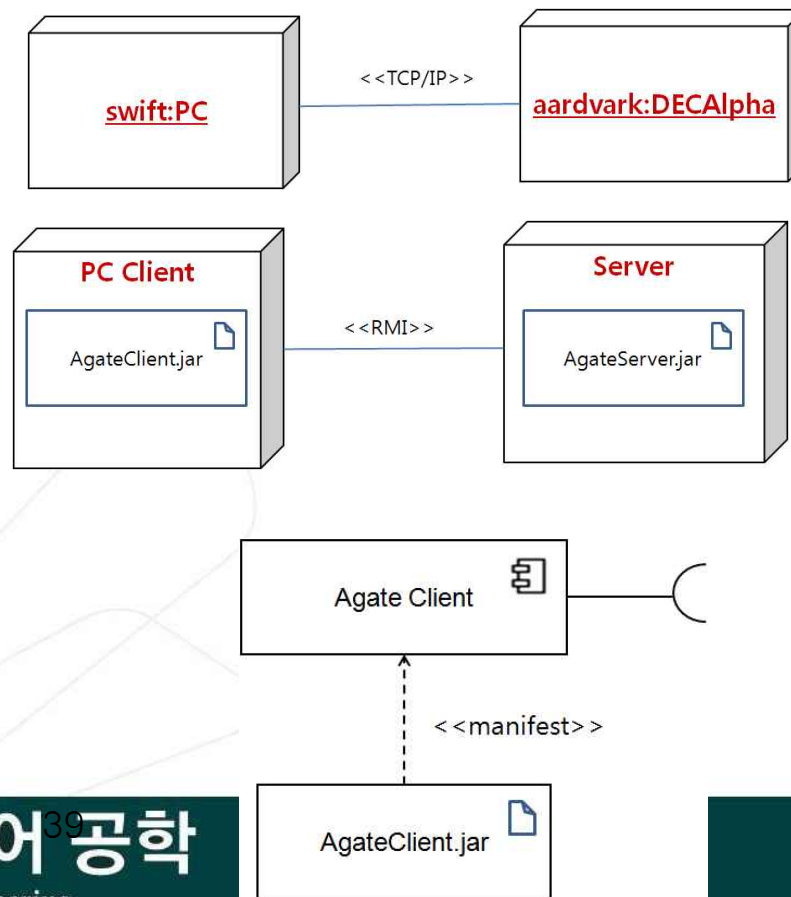 <<TCP/IP>>
swift:PC
aardvark:DECAlpha
PC Client
Server
<<RMI>>
AgateClient.jar
AgateServer.jar
Agate Client
<<manifest>>
어 공학
39
AgateClient.jar